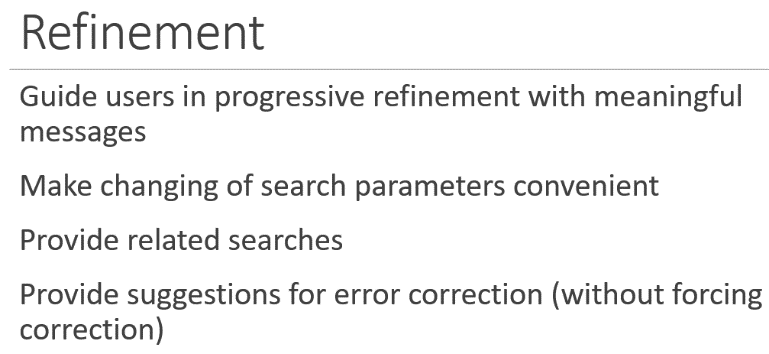 Refinement
Guide users in progressive refinement with meaningful
messages
Make changing of search parameters convenient
Provide related searches
Provide suggestions for error correction (without forcing
correction)